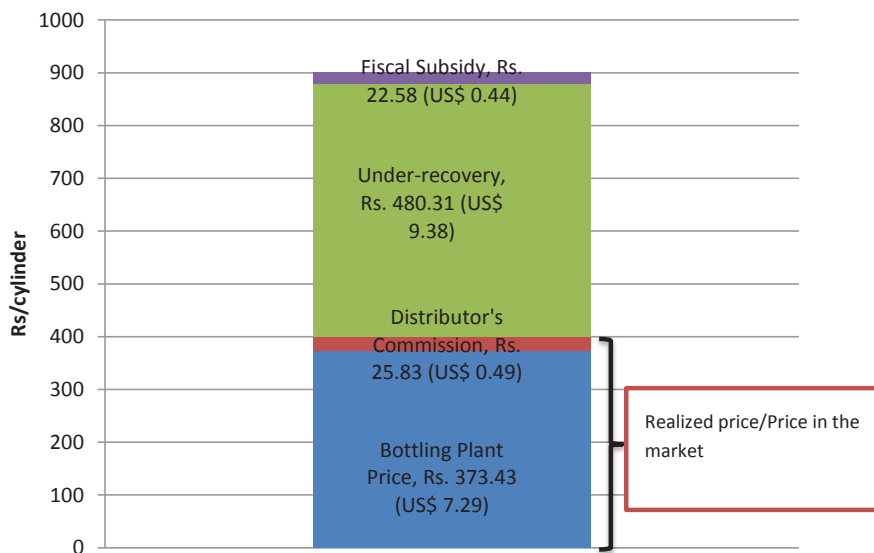 1000
900
800
700
600
500
400
300
200
100
0
Rs/cylinder
Fiscal Subsidy, Rs.
22.58 (US$ 0.44)
Under-recovery,
Rs. 480.31 (US$
9.38)
Distributor's
Commission, Rs.
25.83 (US$ 0.49)
Bottling Plant
Price, Rs. 373.43
(US$ 7.29)
Realized price/Price in the
market